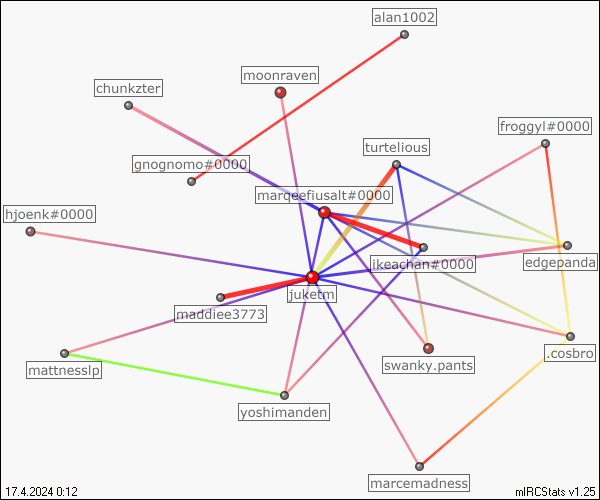 alan1002
moonraven
chunkzter
froggyl#0000
turtelious
gnognomo#0000
marqeefiusalt#0000
hjoenk#0000
edgepanda
ikeachan#0000
juketm
maddiee3773
.cosbro
swanky.pants
mattnesslp
yoshimanden
marcemadness
17.4.2024 0:12
mIRCStats v1.25